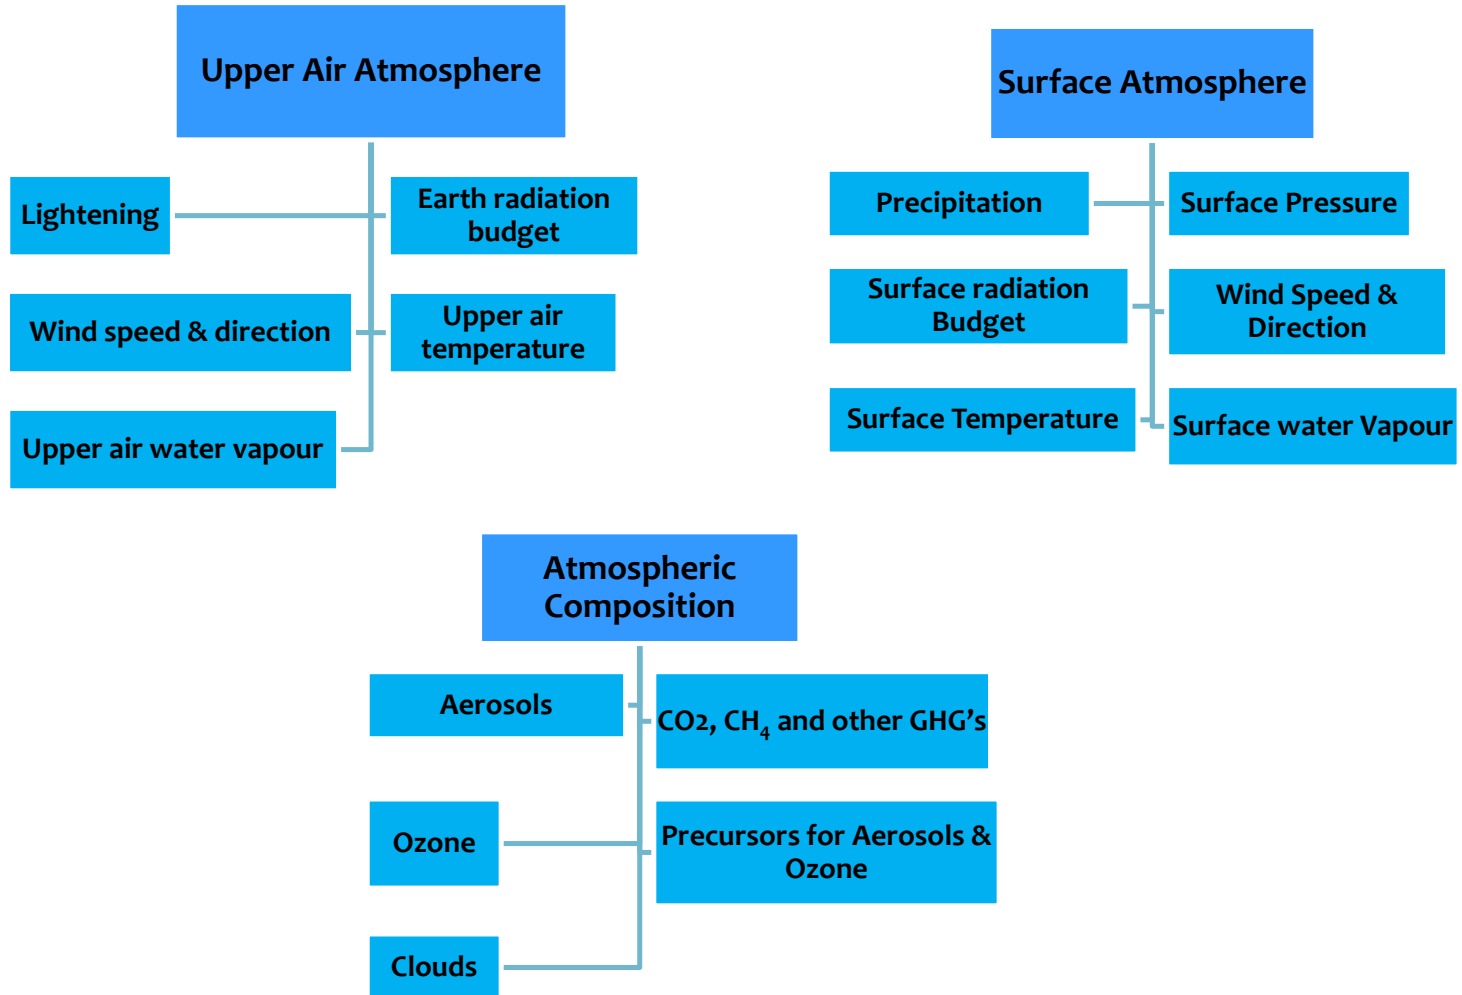 Upper Air Atmosphere
Lightening
Earth radiation
budget
Wind speed & direction
Upper air
temperature
Upper air water vapour
Surface Atmosphere
Precipitation
Surface Pressure
Surface radiation
Budget
Wind Speed &
Direction
Surface Temperature
Surface water Vapour
Atmospheric
Composition
Aerosols
CO2, CH₄ and other GHG’s
Ozone
Precursors for Aerosols &
Ozone
Clouds